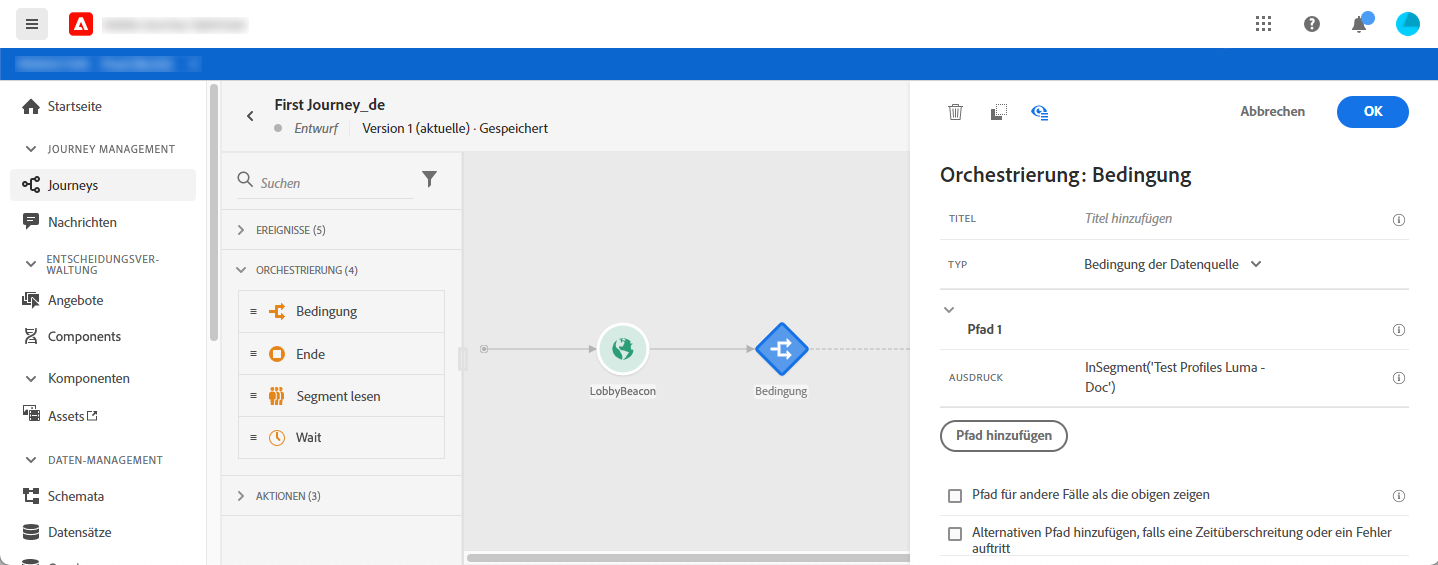 Startseite
JOURNEY MANAGEMENT
Journeys
Nachrichten
ENTSCHEIDUNGSVER-
WALTUNG
Angebote
Components
Komponenten
Assets
DATEN-MANAGEMENT
Schemata
Datensätze
First Journey_de
Entwurf Version 1 (aktuelle) · Gespeichert
Suchen
EREIGNISSE (5)
ORCHESTRIERUNG (4)
Bedingung
Ende
Segment lesen
Wait
AKTIONEN (3)
LobbyBeacon
Bedingung
Abbrechen
OK
Orchestrierung: Bedingung
TITEL Titel hinzufügen
TYP Bedingung der Datenquelle
Pfad 1
AUSDRUCK InSegment('Test Profiles Luma -
Doc')
Pfad hinzufügen
Pfad für andere Fälle als die obigen zeigen
Alternativen Pfad hinzufügen, falls eine Zeitüberschreitung oder ein Fehler
auftritt